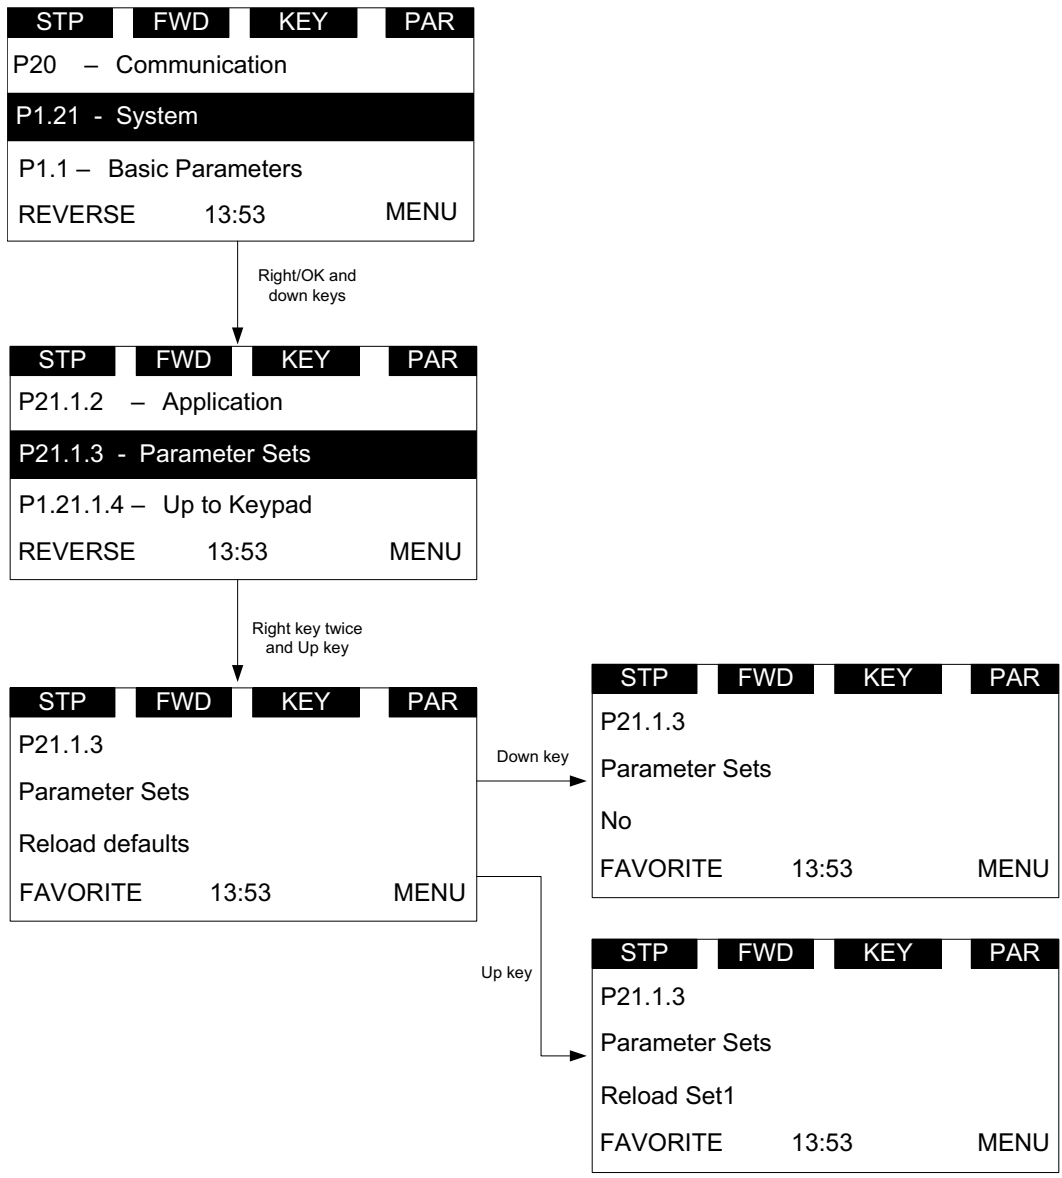 STP FWD KEY PAR
P20 – Communication
P1.21 - System
P1.1 – Basic Parameters
REVERSE 13:53 MENU
Right/OK and
down keys
STP FWD KEY PAR
P21.1.2 – Application
P21.1.3 - Parameter Sets
P1.21.1.4 – Up to Keypad
REVERSE 13:53 MENU
Right key twice
and Up key
STP FWD KEY PAR
P21.1.3
Parameter Sets
Reload defaults
FAVORITE 13:53 MENU
Down key
STP FWD KEY PAR
P21.1.3
Parameter Sets
No
FAVORITE 13:53 MENU
Up key
STP FWD KEY PAR
P21.1.3
Parameter Sets
Reload Set1
FAVORITE 13:53 MENU